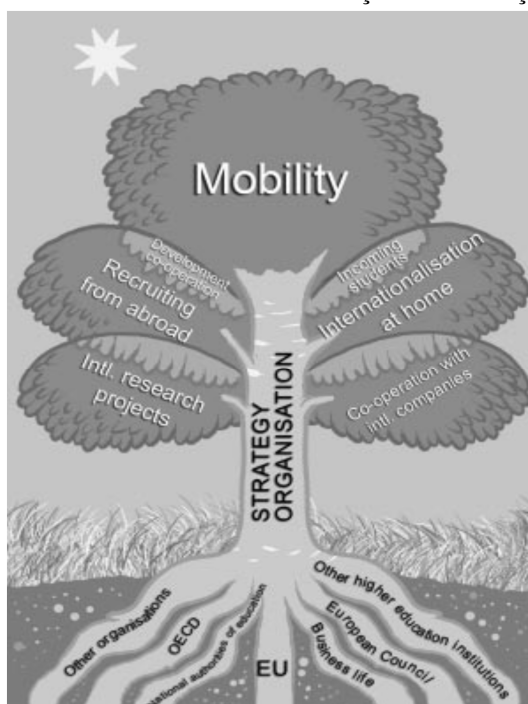 Mobility
Development
co-operation
Recruiting
from abroad
Incoming
students
Internationalisation
at home
Intl. research
projects
Co-operation with
intl. companies
STRATEGY
ORGANISATION
Other organisations
OECD
authorities of education
EU
Business life
European Council
Other higher education institutions